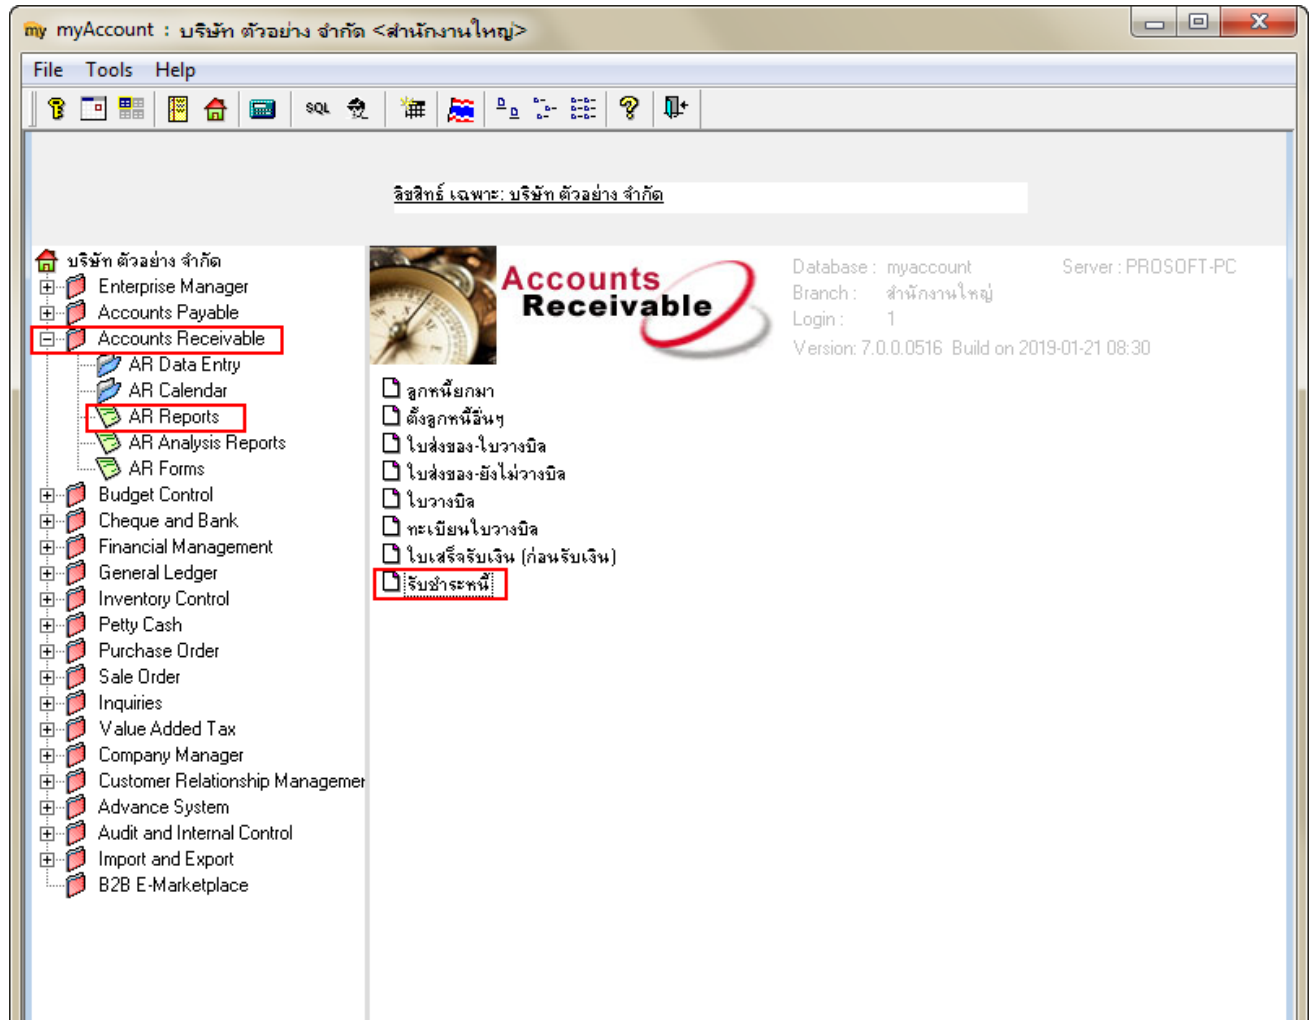 my myAccount : บริษัท ตัวอย่าง จำกัด <สำนักงานใหญ่>
File Tools Help
SQL
ลิขสิทธิ์ เฉพาะ: บริษัท ตัวอย่าง จำกัด
บริษัท ตัวอย่าง จำกัด
Enterprise Manager
Accounts Payable
Accounts Receivable
AR Data Entry
AR Calendar
AR Reports
AR Analysis Reports
AR Forms
Budget Control
Cheque and Bank
Financial Management
General Ledger
Inventory Control
Petty Cash
Purchase Order
Sale Order
Inquiries
Value Added Tax
Company Manager
Customer Relationship Managemer
Advance System
Audit and Internal Control
Import and Export
B2B E-Marketplace
Accounts
Receivable
Database : myaccount Server : PROSOFT-PC
Branch : สำนักงานใหญ่
Login : 1
Version: 7.0.0.0516 Build on 2019-01-21 08:30
ลูกหนี้ยกมา
ตั้งลูกหนี้อื่นๆ
ใบส่งของ-ใบวางบิล
ใบส่งของ-ยังไม่วางบิล
ใบวางบิล
ทะเบียนใบวางบิล
ใบเสร็จรับเงิน (ก่อนรับเงิน)
รับชำระหนี้